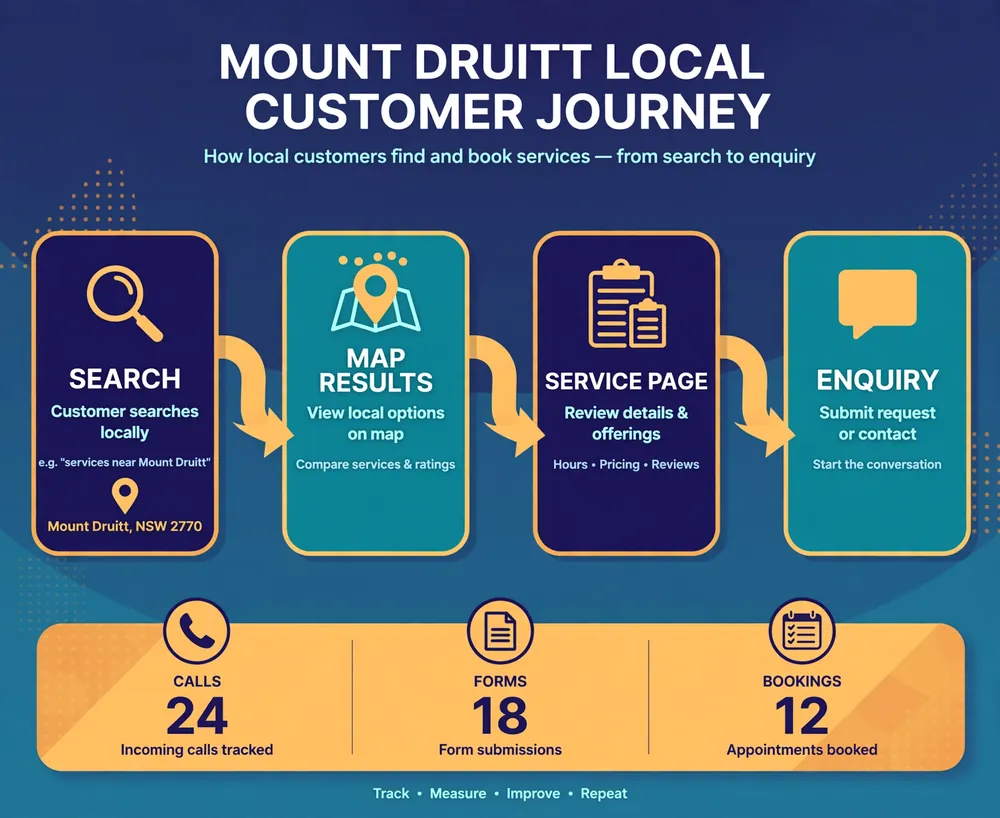 MOUNT DRUITT LOCAL
CUSTOMER JOURNEY
How local customers find and book services — from search to enquiry
SEARCH
Customer searches
locally
e.g. "services near Mount Druitt"
Mount Druitt, NSW 2770
MAP
RESULTS
View local options
on map
Compare services & ratings
SERVICE PAGE
Review details &
offerings
Hours • Pricing • Reviews
ENQUIRY
Submit request
or contact
Start the conversation
CALLS
24
Incoming calls tracked
FORMS
18
Form submissions
BOOKINGS
12
Appointments booked
Track • Measure • Improve • Repeat